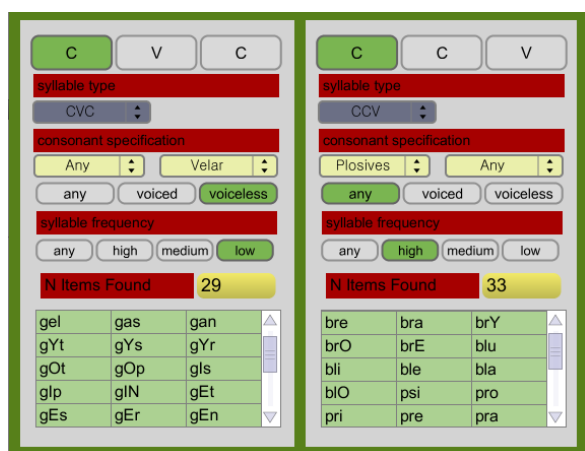 C V C
syllable type
CVC
consonant specification
Any Velar
any voiced voiceless
syllable frequency
any high medium low
N Items Found 29
gel gas gan
gYt gYs gYr
gOt gOp gIs
gIp gIN gEt
gEs gEr gEn
C C V
syllable type
CCV
consonant specification
Plosives Any
any voiced voiceless
syllable frequency
any high medium low
N Items Found 33
bre bra brY
brO brE blu
bli ble bla
blO psi pro
pri pre pra